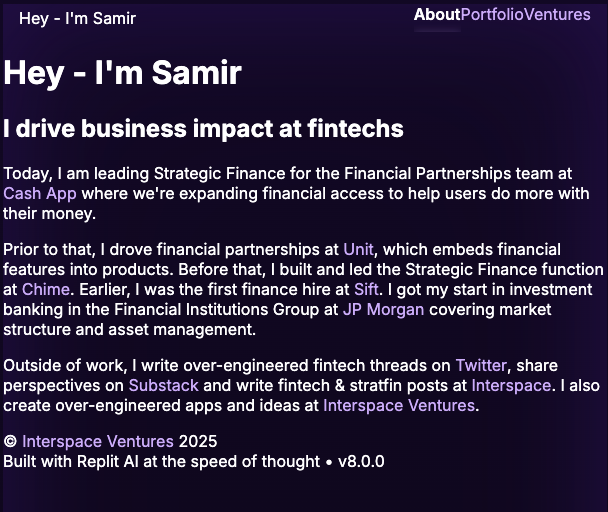 Hey - I'm Samir
AboutPortfolioVentures
Hey - I'm Samir
I drive business impact at fintechs
Today, I am leading Strategic Finance for the Financial Partnerships team at
Cash App where we're expanding financial access to help users do more with
their money.
Prior to that, I drove financial partnerships at Unit, which embeds financial
features into products. Before that, I built and led the Strategic Finance function
at Chime. Earlier, I was the first finance hire at Sift. I got my start in investment
banking in the Financial Institutions Group at JP Morgan covering market
structure and asset management.
Outside of work, I write over-engineered fintech threads on Twitter, share
perspectives on Substack and write fintech & stratfin posts at Interspace. I also
create over-engineered apps and ideas at Interspace Ventures.
© Interspace Ventures 2025
Built with Replit AI at the speed of thought • v8.0.0